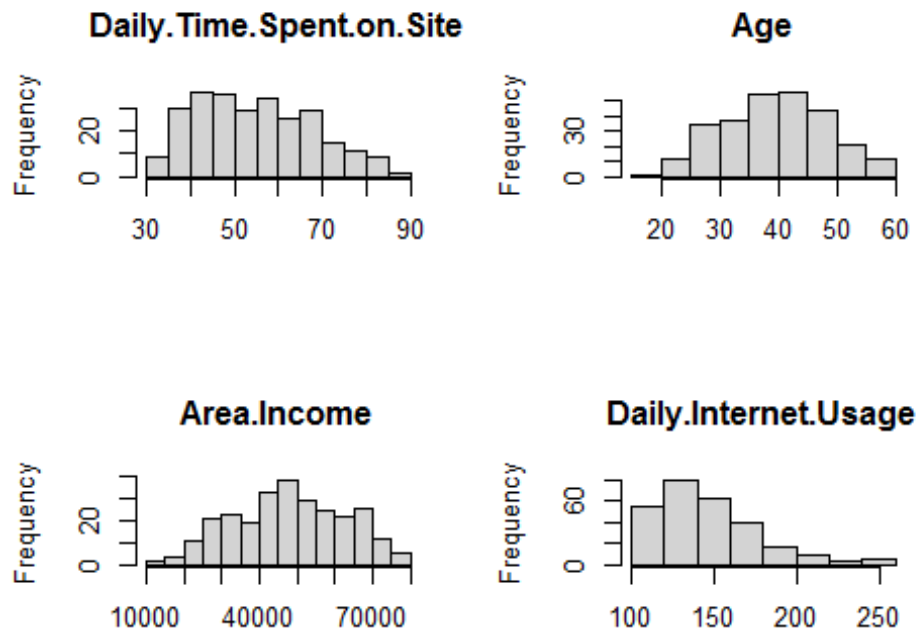 Daily.Time.Spent.on.Site
Frequency
0 20
30 50 70 90
Age
Frequency
0 30
20 30 40 50 60
Area.Income
Frequency
0 20
10000 40000 70000
Daily.Internet.Usage
Frequency
0 60
100 150 200 250